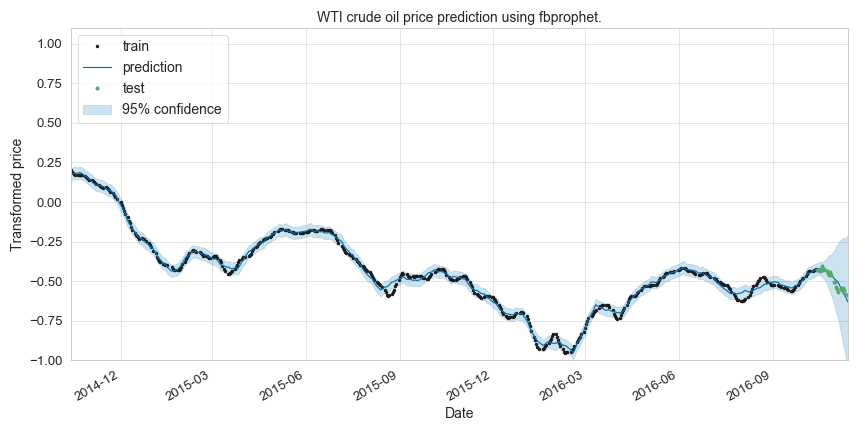 WTI crude oil price prediction using fbprophet.
train
prediction
test
95% confidence
Transformed price
1.00
0.75
0.50
0.25
0.00
−0.25
−0.50
−0.75
−1.00
2014-12
2015-03
2015-06
2015-09
2015-12
2016-03
2016-06
2016-09
Date